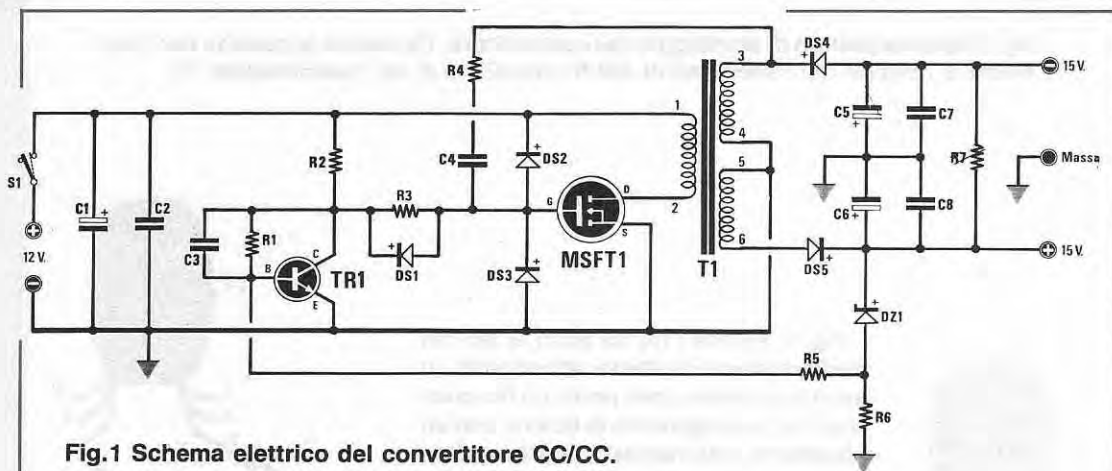 R4
DS4
3
15 V.
1
C5
+
C7
R2
C4
+
DS2
4
S1
R3
R7
Massa
G
D
5
C1
+
C2
R1
2
C6
+
C8
S
C3
+
DS1
MSFT1
6
12 V.
B
C
TR1
+
DS3
T1
DS5
+
15 V.
E
+
DZ1
R5
R6
Fig.1 Schema elettrico del convertitore CC/CC.